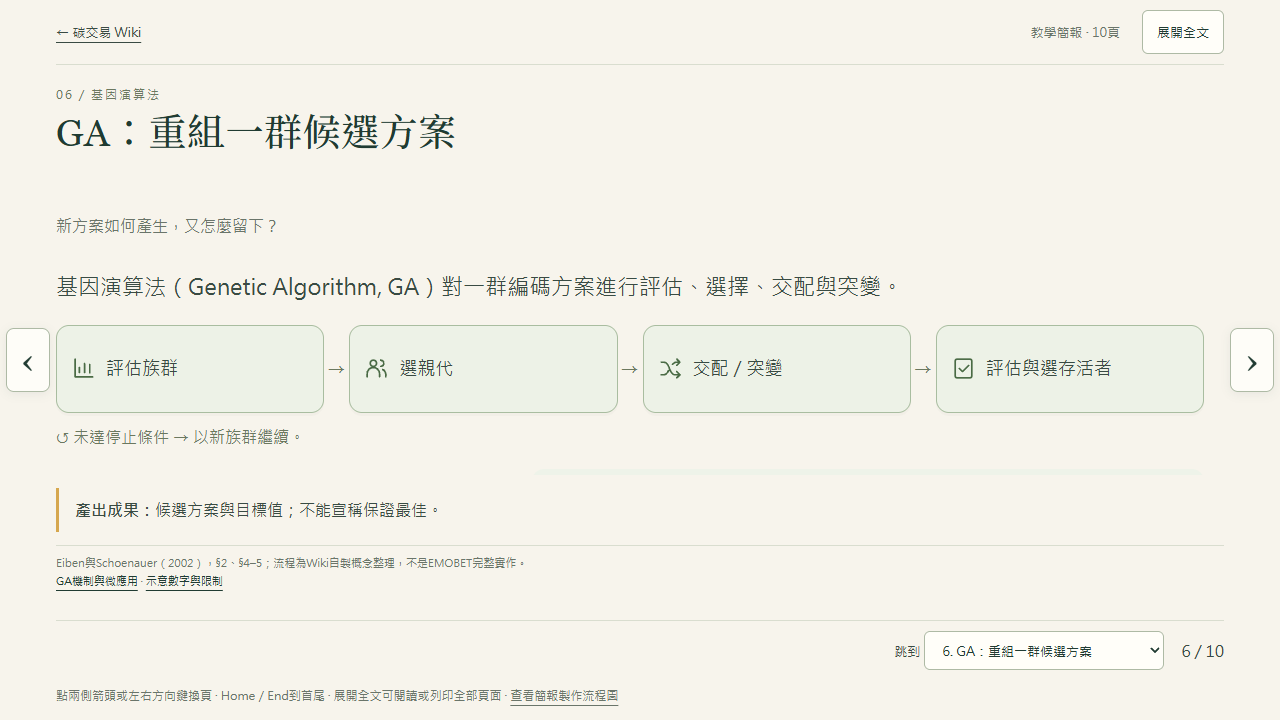 ← 碳交易 Wiki
教學簡報 · 10頁
展開全文
06 / 基因演算法
GA：重組一群候選方案
新方案如何產生，又怎麼留下？
基因演算法（Genetic Algorithm, GA）對一群編碼方案進行評估、選擇、交配與突變。
評估族群 → 選親代 → 交配 / 突變 → 評估與選存活者
↺ 未達停止條件 → 以新族群繼續。
產出成果：候選方案與目標值；不能宣稱保證最佳。
Eiben與Schoenauer（2002），§2、§4–5；流程為Wiki自製概念整理，不是EMOBET完整實作。
GA機制與微應用 · 示意數字與限制
跳到 6. GA：重組一群候選方案 6 / 10
點兩側箭頭或左右方向鍵換頁 · Home / End到首尾 · 展開全文可閱讀或列印全部頁面 · 查看簡報製作流程圖